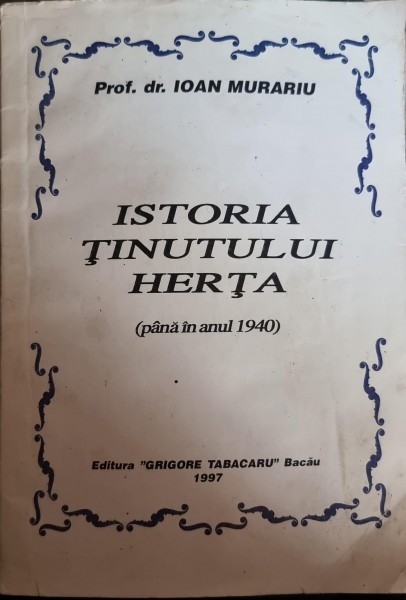 Prof. dr. IOAN MURARIU
ISTORIA
ŢINUTULUI
HERŢA
(până în anul 1940)
Editura "GRIGORE TABACARU" Bacău
1997